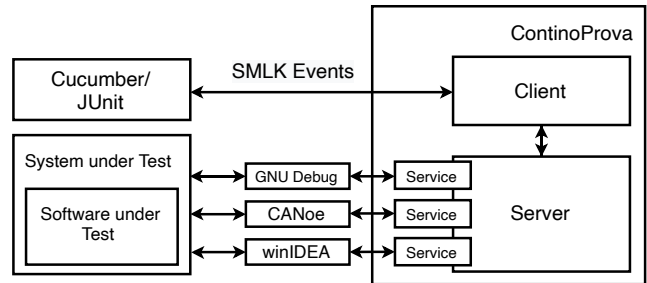 ContinoProva
Cucumber/
JUnit
SMLK Events
Client
System under Test
Software under
Test
GNU Debug
CANoe
winIDEA
Service
Service
Service
Server